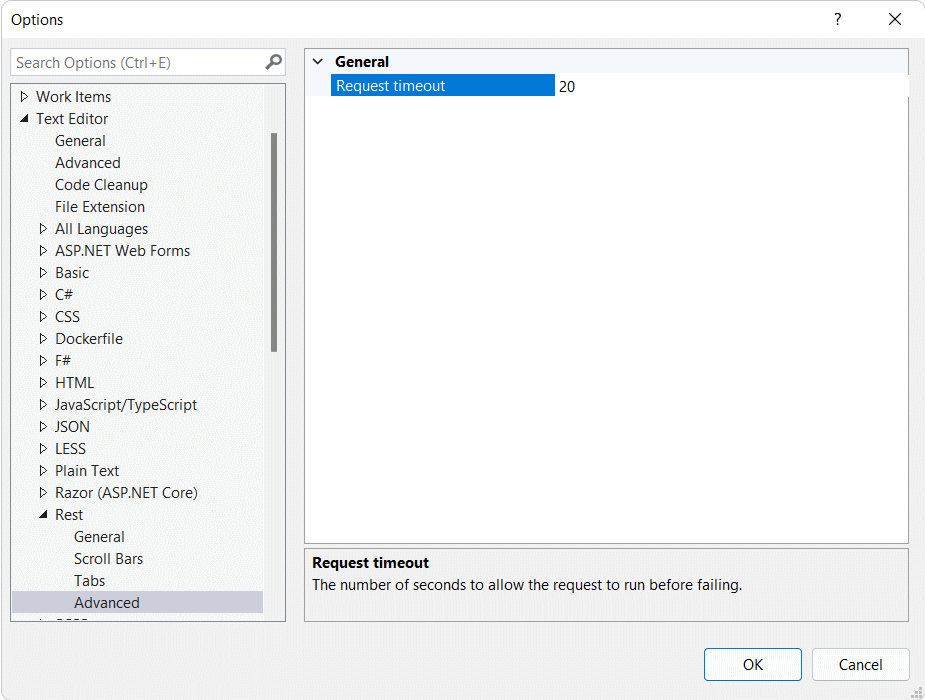 Options
?
Search Options (Ctrl+E)
Work Items
Text Editor
General
Advanced
Code Cleanup
File Extension
All Languages
ASP.NET Web Forms
Basic
C#
CSS
Dockerfile
F#
HTML
JavaScript/TypeScript
JSON
LESS
Plain Text
Razor (ASP.NET Core)
Rest
General
Scroll Bars
Tabs
Advanced
General
Request timeout 20
Request timeout
The number of seconds to allow the request to run before failing.
OK
Cancel